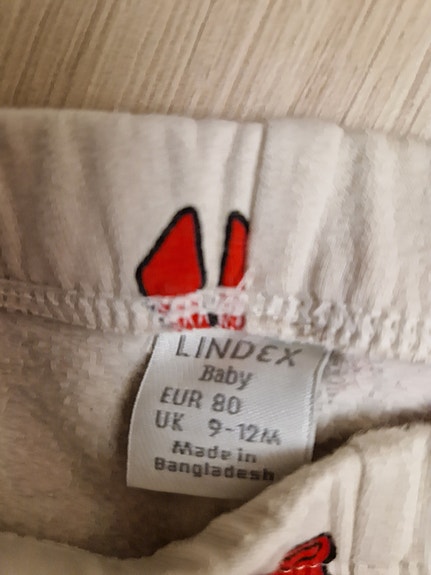 LINDEX
Baby
EUR 80
UK 9-12M
Made in
Bangladesh